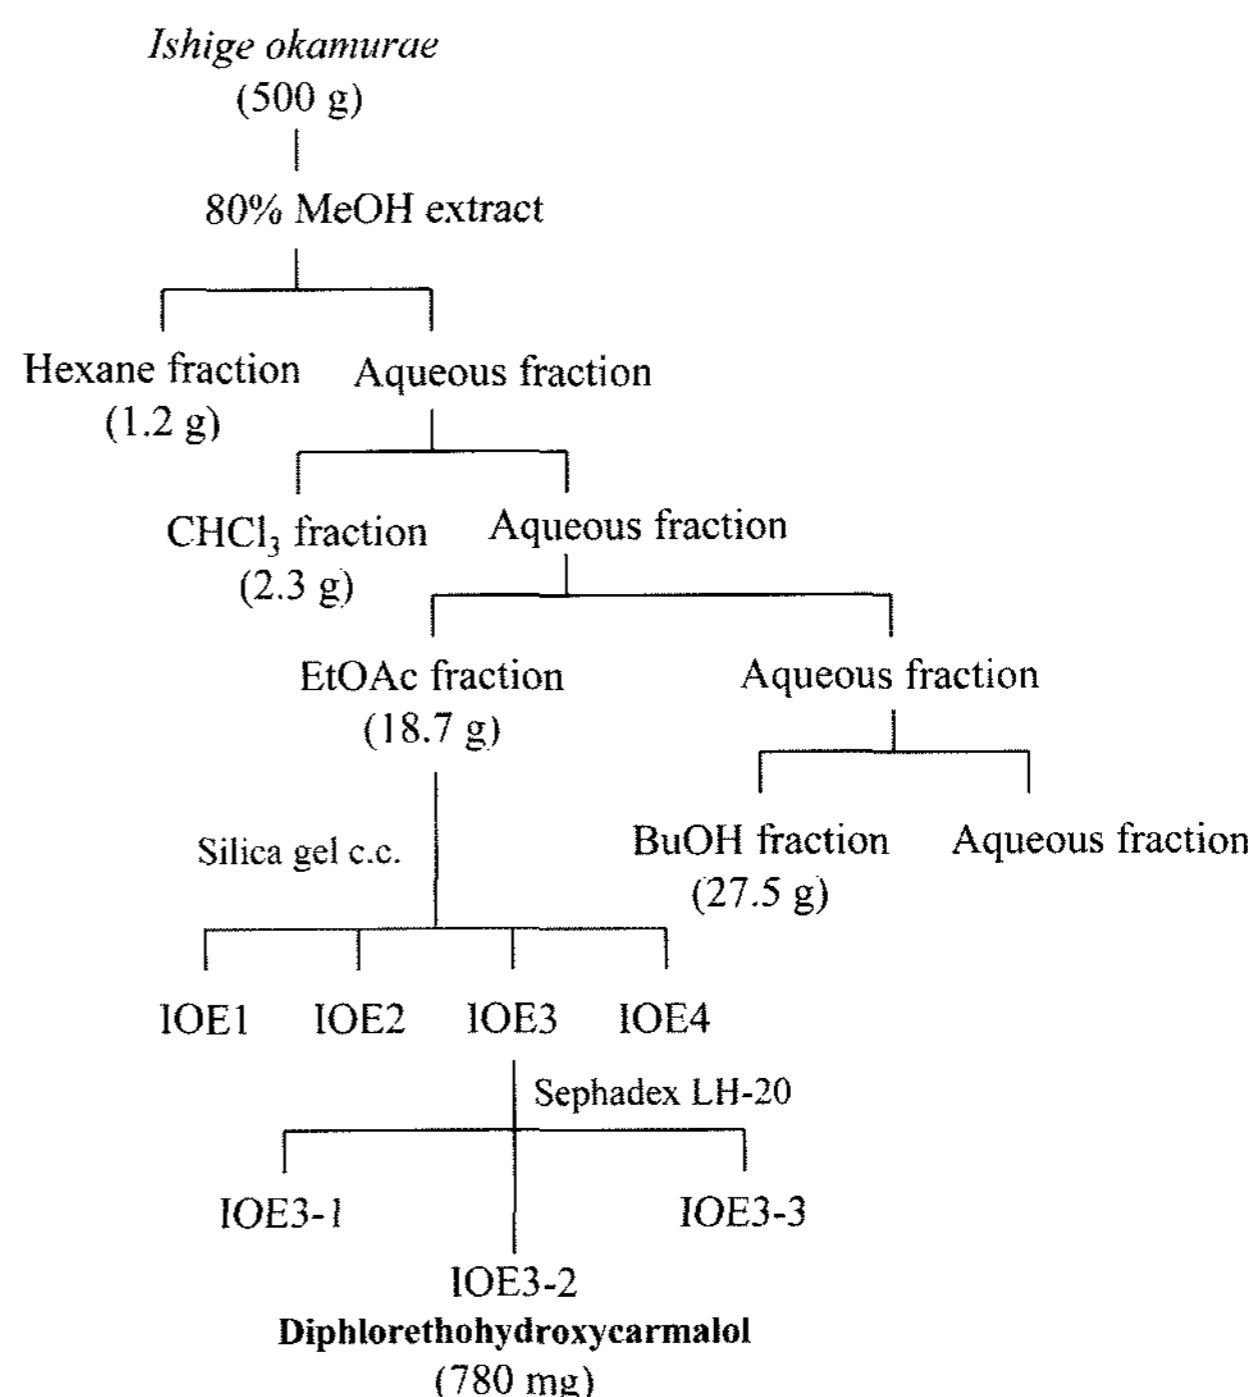 Ishige okamurae
(500 g)
80% MeOH extract
Hexane fraction
(1.2 g)
Aqueous fraction
CHCl₃ fraction
(2.3 g)
Aqueous fraction
EtOAc fraction
(18.7 g)
Aqueous fraction
Silica gel c.c.
BuOH fraction
(27.5 g)
Aqueous fraction
IOE1 IOE2 IOE3 IOE4
Sephadex LH-20
IOE3-1
IOE3-3
IOE3-2
Diphlorethohydroxycarmalol
(780 mg)